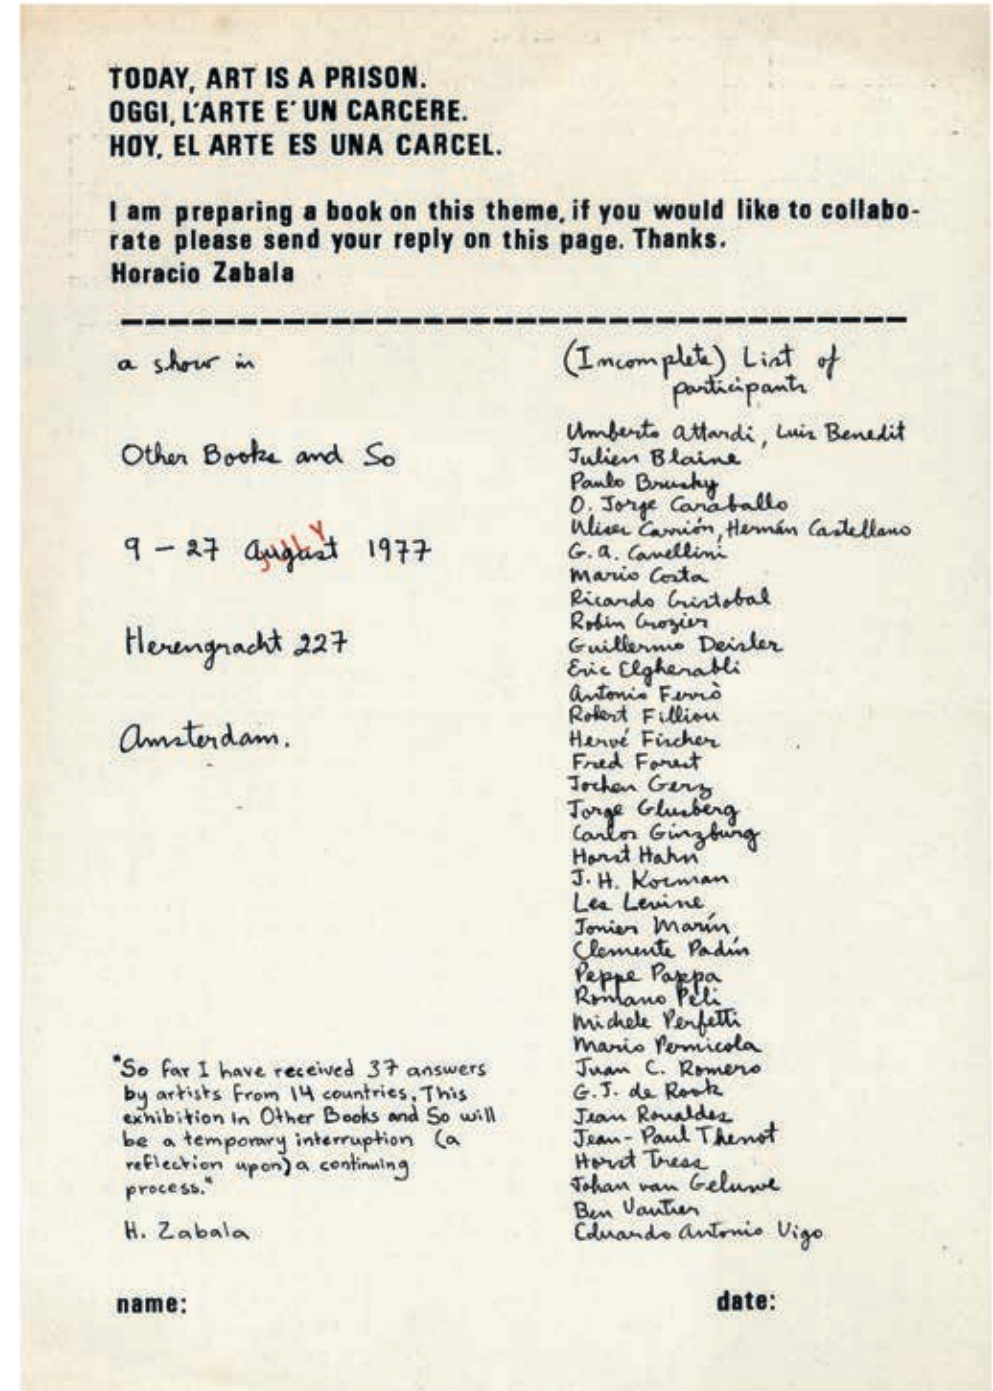 TODAY, ART IS A PRISON.
OGGI, L'ARTE E' UN CARCERE.
HOY, EL ARTE ES UNA CARCEL.
I am preparing a book on this theme, if you would like to collabo-
rate please send your reply on this page. Thanks.
Horacio Zabala
a show in
Other Books and So
9 – 27 August JULY 1977
Herengracht 227
Amsterdam.
"So far I have received 37 answers
by artists from 14 countries. This
exhibition in Other Books and So will
be a temporary interruption (a
reflection upon) a continuing
process."
H. Zabala
(Incomplete) List of
participants
Umberto Attardi, Luis Benedit
Julien Blaine
Paulo Brusky
O. Jorge Caraballo
Ulises Carrión, Hernán Castellano
G. A. Cavellini
Mario Costa
Ricardo Cristobal
Robin Crozier
Guillermo Deisler
Eric Elgherabli
Antonio Ferrò
Robert Filliou
Hervé Fischer
Fred Forest
Jochen Gerz
Jorge Glusberg
Carlos Ginzburg
Horst Hahn
J. H. Kocman
Les Levine
Jonier Marín
Clemente Padín
Peppe Pappa
Romano Peli
Michele Perfetti
Mario Pernicola
Juan C. Romero
G. J. de Rook
Jean Roualdes
Jean-Paul Thenot
Horst Tress
Johan van Geluwe
Ben Vautier
Eduardo Antonio Vigo
name:
date: